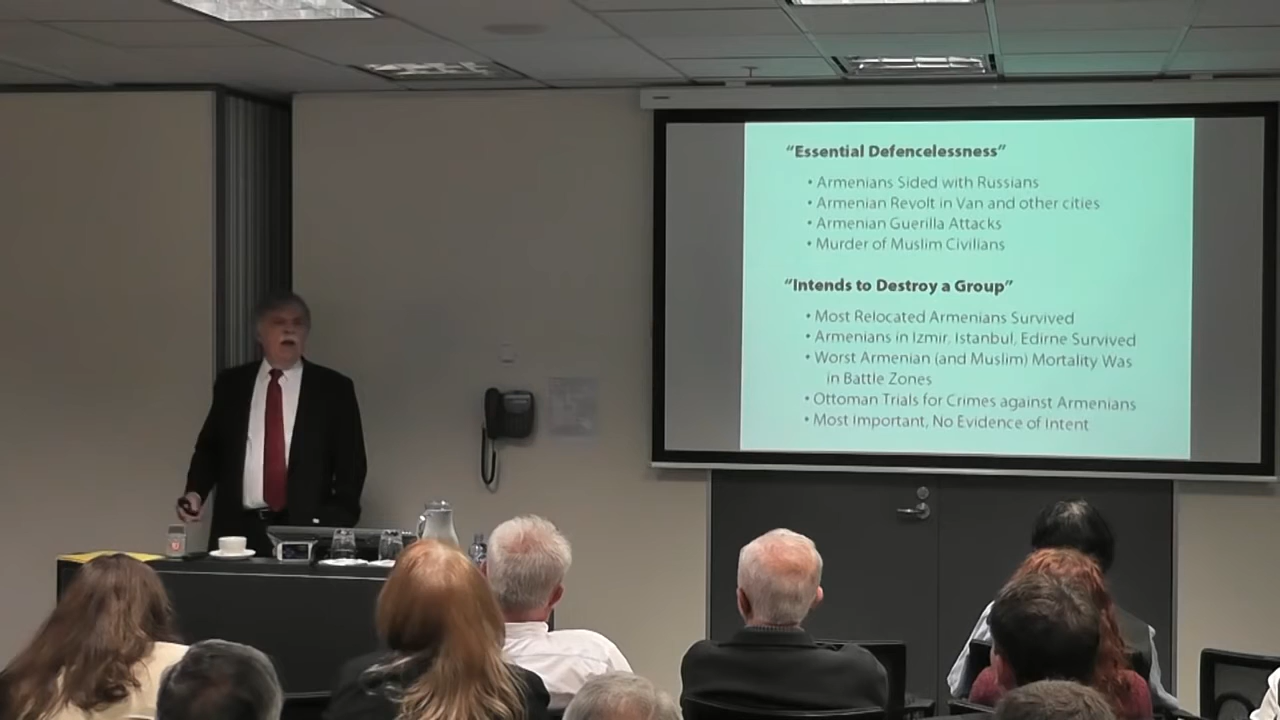 "Essential Defencelessness"
• Armenians Sided with Russians
• Armenian Revolt in Van and other cities
• Armenian Guerilla Attacks
• Murder of Muslim Civilians
"Intends to Destroy a Group"
• Most Relocated Armenians Survived
• Armenians in Izmir, Istanbul, Edirne Survived
• Worst Armenian (and Muslim) Mortality Was
in Battle Zones
• Ottoman Trials for Crimes against Armenians
• Most Important, No Evidence of Intent